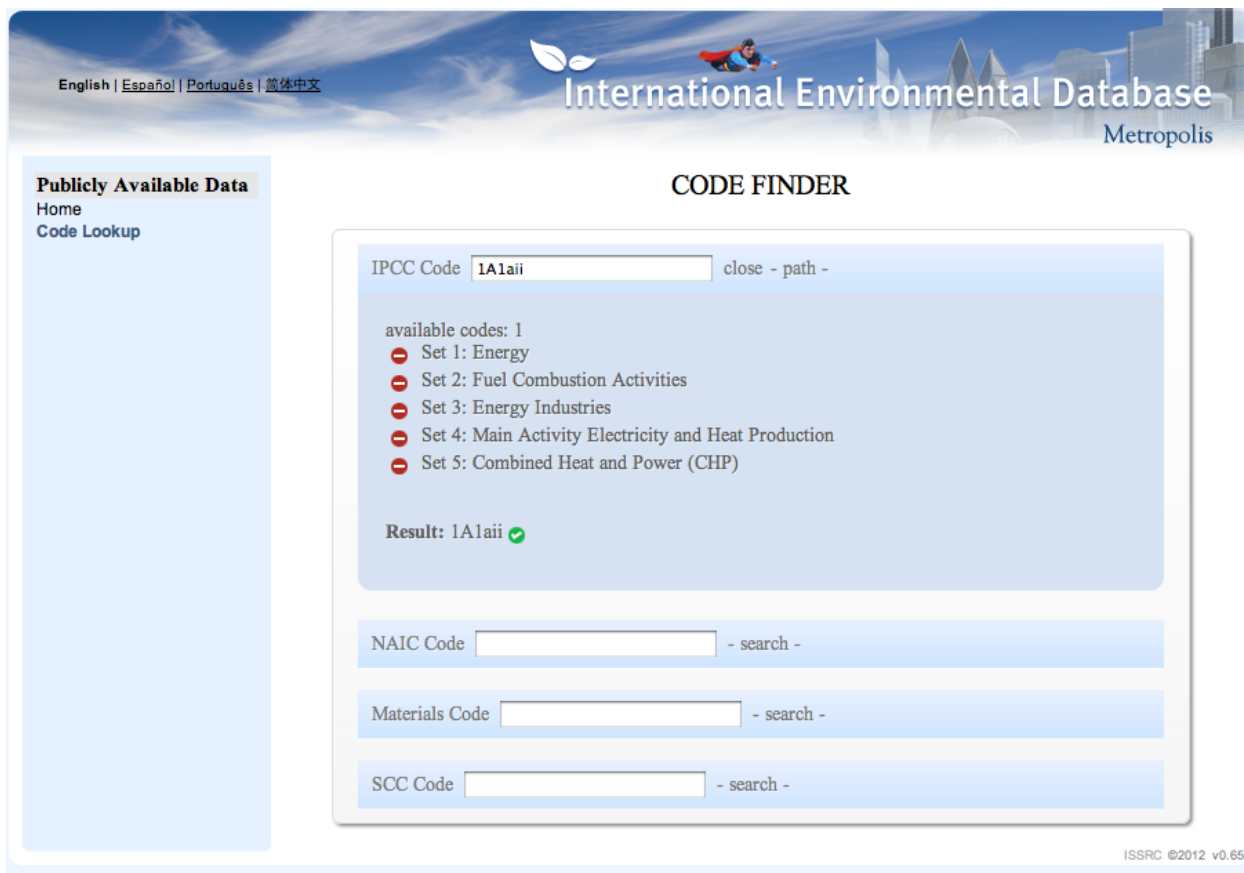 English | Español | Português | 简体中文
International Environmental Database
Metropolis
Publicly Available Data
Home
Code Lookup
CODE FINDER
IPCC Code 1A1aii close - path -
available codes: 1
Set 1: Energy
Set 2: Fuel Combustion Activities
Set 3: Energy Industries
Set 4: Main Activity Electricity and Heat Production
Set 5: Combined Heat and Power (CHP)
Result: 1A1aii
NAIC Code - search -
Materials Code - search -
SCC Code - search -
ISSRC ©2012 v0.65